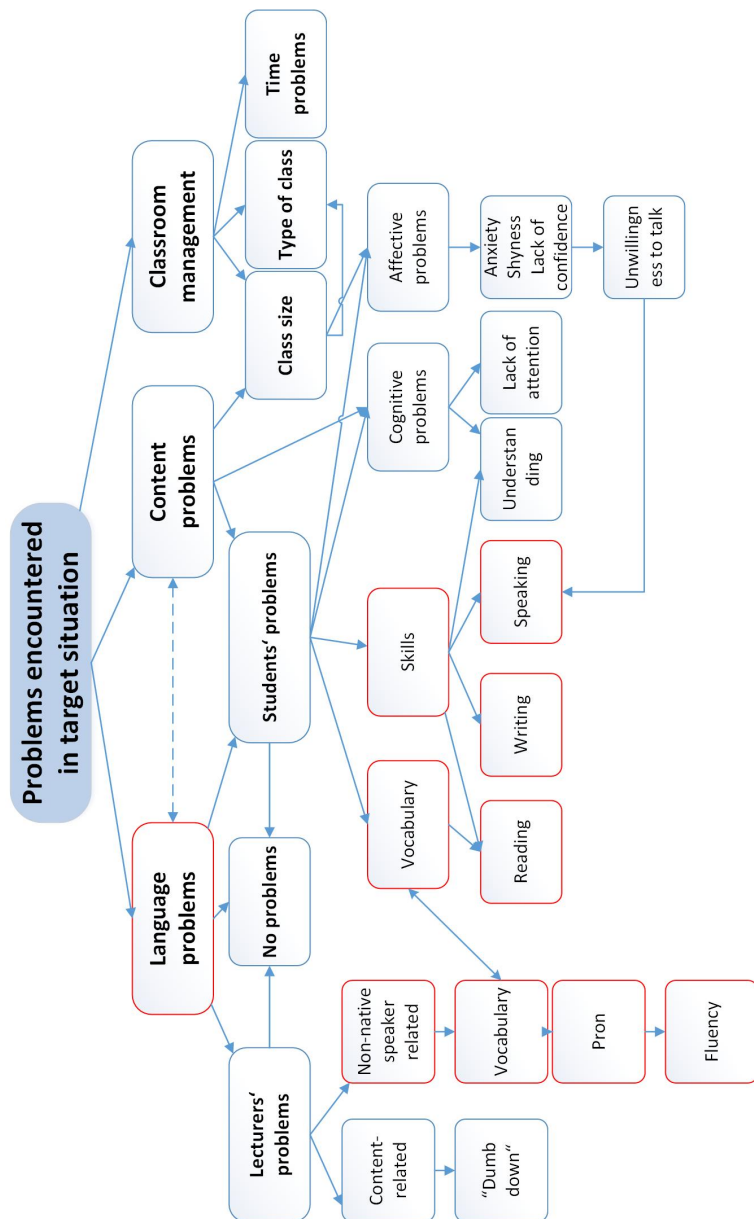 Problems encountered
in target situation
Language
problems
Content
problems
Classroom
management
Lecturers‘
problems
No problems
Students‘ problems
Class size
Type of class
Time
problems
Content-
related
Non-native
speaker
related
Vocabulary
Skills
Cognitive
problems
Affective
problems
“Dumb
down“
Vocabulary
Reading
Writing
Speaking
Understan
ding
Lack of
attention
Anxiety
Shyness
Lack of
confidence
Pron
Unwillingn
ess to talk
Fluency